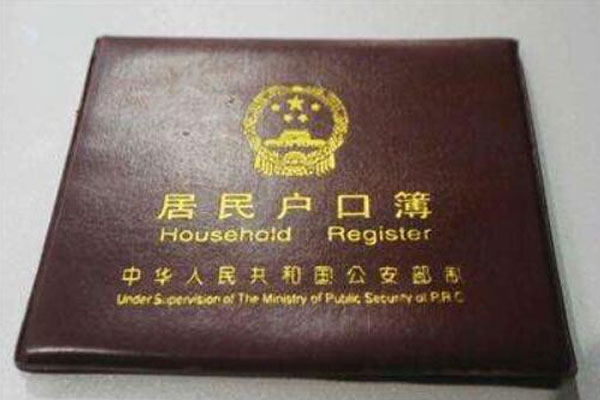 居民户口簿
Household Register
中华人民共和国公安部制
Under Supervision of The Ministry of Public Security of P.R.C